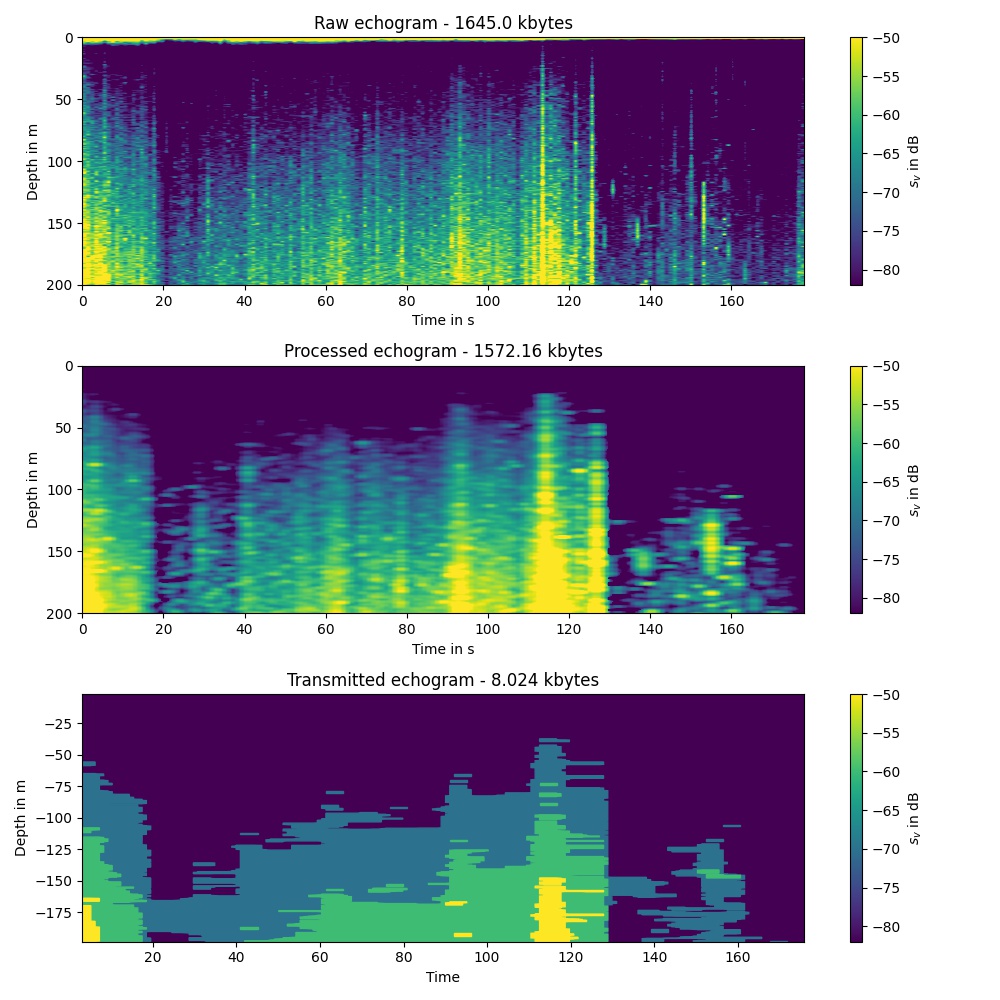 Raw echogram - 1645.0 kbytes
0
50
100
150
200
Depth in m
0 20 40 60 80 100 120 140 160
Time in s
−50
−55
−60
−65
−70
−75
−80
sv in dB
Processed echogram - 1572.16 kbytes
0
50
100
150
200
Depth in m
0 20 40 60 80 100 120 140 160
Time in s
−50
−55
−60
−65
−70
−75
−80
sv in dB
Transmitted echogram - 8.024 kbytes
−25
−50
−75
−100
−125
−150
−175
Depth in m
20 40 60 80 100 120 140 160
Time
−50
−55
−60
−65
−70
−75
−80
sv in dB